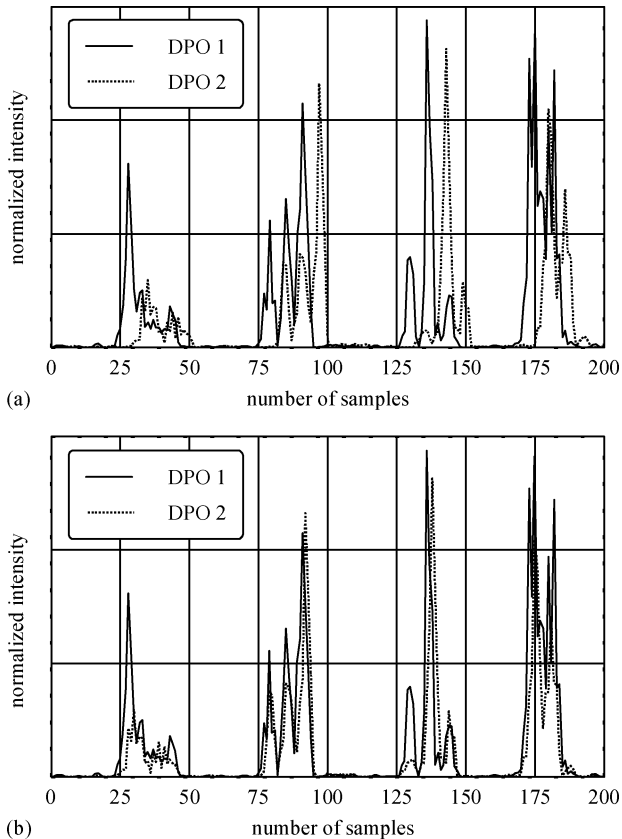 DPO 1
DPO 2
normalized intensity
0 25 50 75 100 125 150 175 200
(a) number of samples
DPO 1
DPO 2
normalized intensity
0 25 50 75 100 125 150 175 200
(b) number of samples